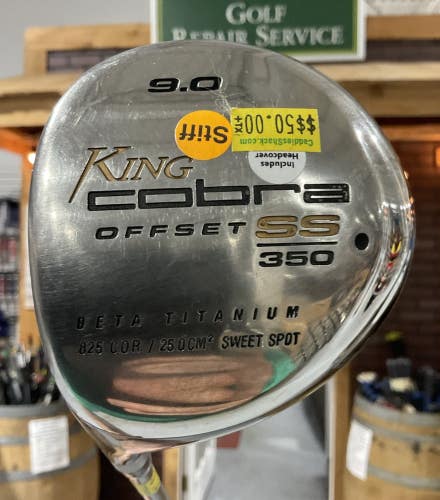 GOLF
REPAIR SERVICE
9.0
Stiff
$$50.00
+TX
CaddiesShack.com
Includes
Headcover
KING
cobra
OFFSET SS
350
BETA TITANIUM
.825 COR / 25.0CM² SWEET SPOT